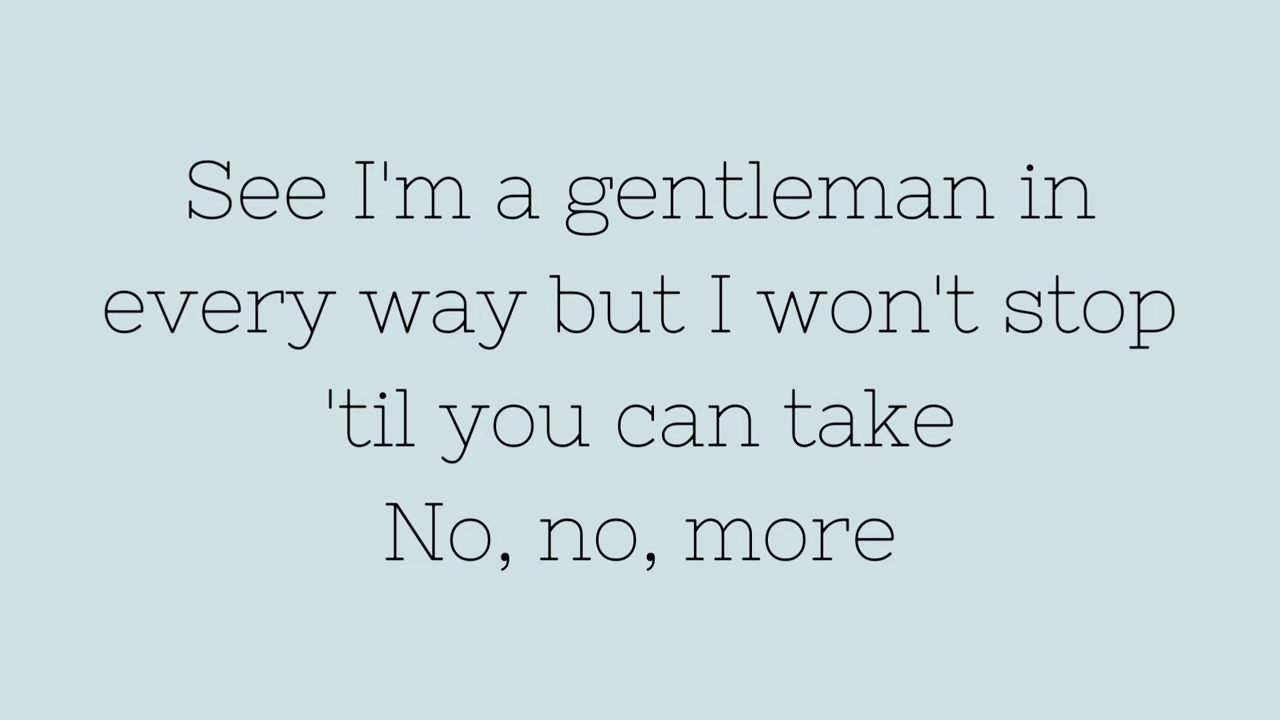 See I'm a gentleman in
every way but I won't stop
'til you can take
No, no, more